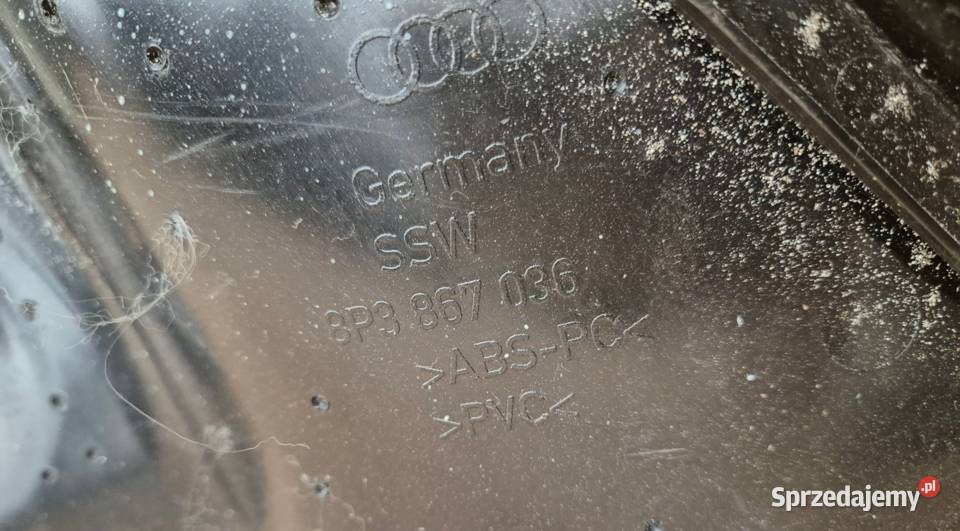 Germany
SSW
8P3 867 036
>ABS-PC<
>PVC<
Sprzedajemy.pl